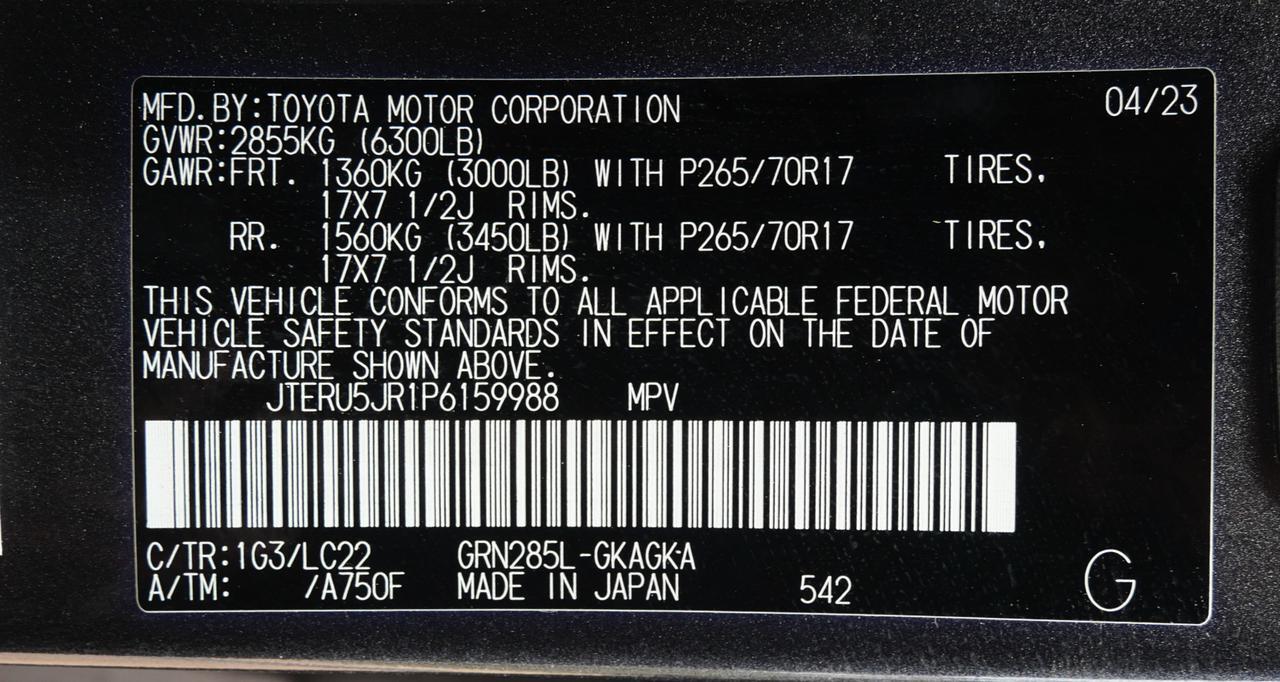 MFD.BY:TOYOTA MOTOR CORPORATION 04/23
GVWR:2855KG (6300LB)
GAWR:FRT. 1360KG (3000LB) WITH P265/70R17 TIRES,
17X7 1/2J RIMS.
RR. 1560KG (3450LB) WITH P265/70R17 TIRES,
17X7 1/2J RIMS.
THIS VEHICLE CONFORMS TO ALL APPLICABLE FEDERAL MOTOR
VEHICLE SAFETY STANDARDS IN EFFECT ON THE DATE OF
MANUFACTURE SHOWN ABOVE.
JTERU5JR1P6159988 MPV
C/TR:1G3/LC22 GRN285L-GKAGKA
A/TM: /A750F MADE IN JAPAN 542
G